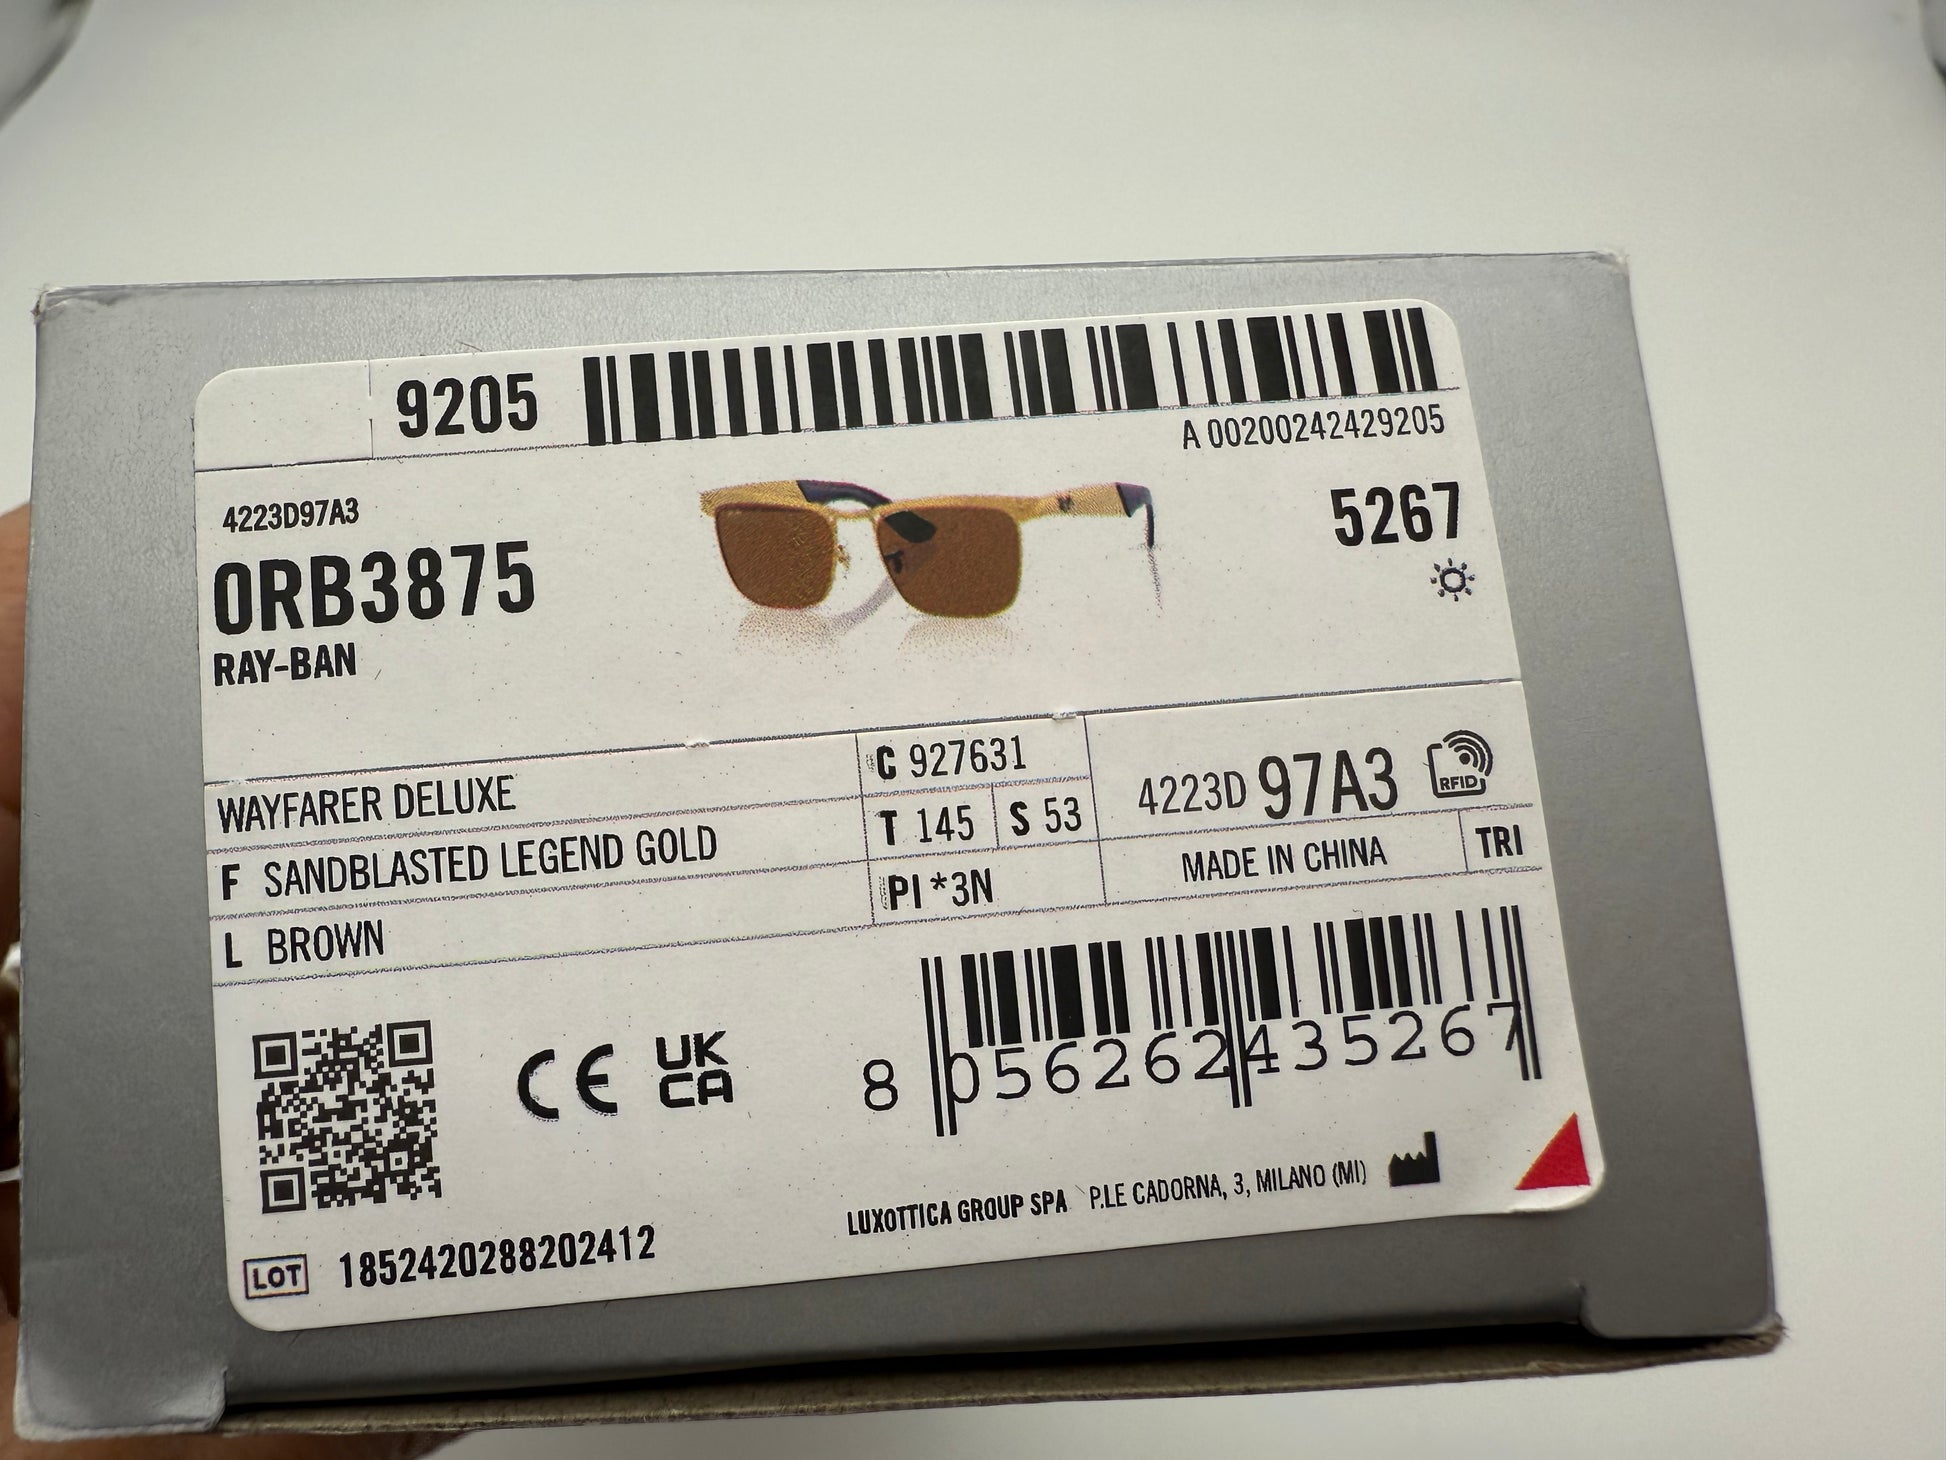 9205
A 00200242429205
4223D97A3
0RB3875
RAY-BAN
5267
WAYFARER DELUXE
F SANDBLASTED LEGEND GOLD
L BROWN
C 927631
T 145 S 53
PI *3N
4223D 97A3 RFID
MADE IN CHINA TRI
CE UK CA
8 056262 435267
LUXOTTICA GROUP SPA P.LE CADORNA, 3, MILANO (MI)
LOT 1852420288202412